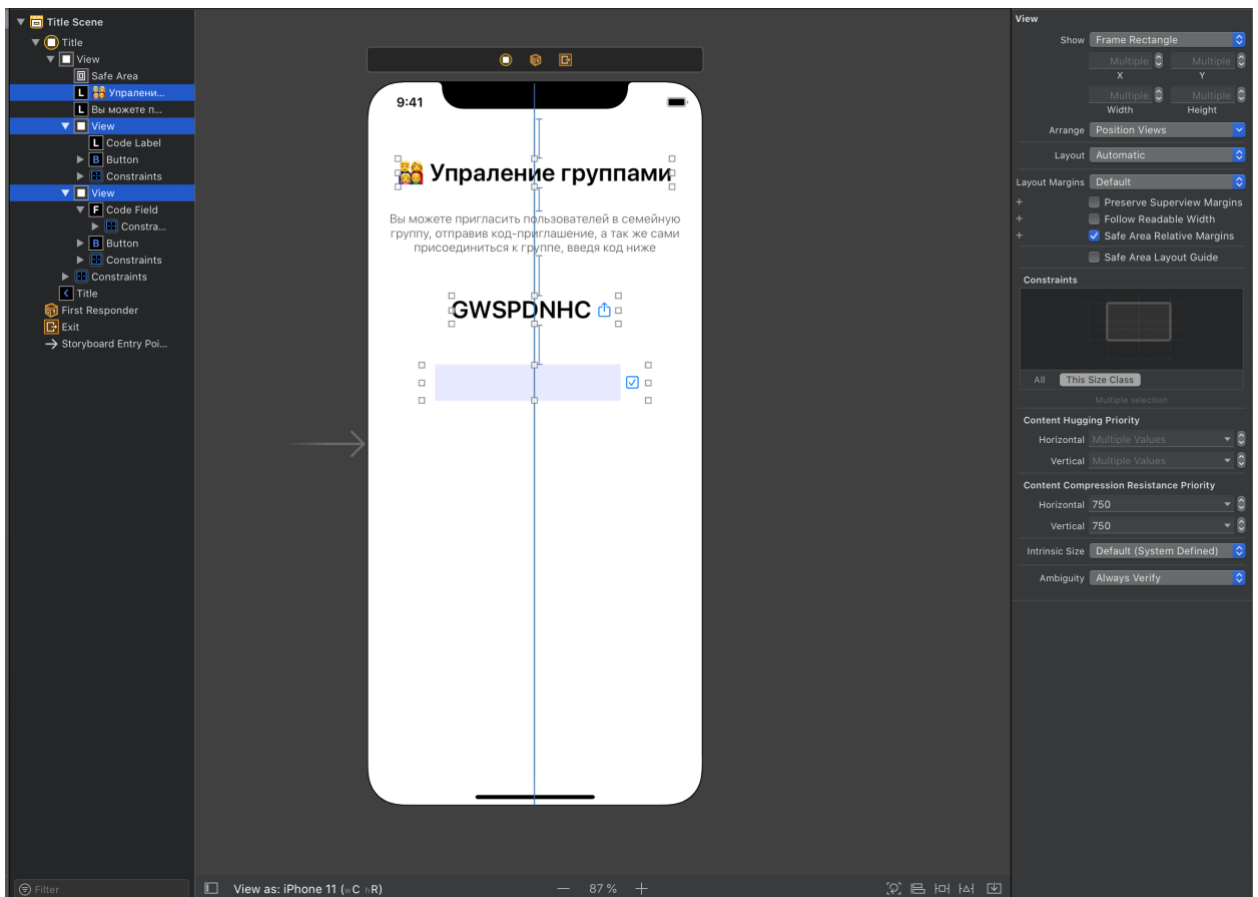 Title Scene
Title
View
Safe Area
L 👫 Упралени...
L Вы можете п...
View
L Code Label
B Button
Constraints
View
F Code Field
Constra...
B Button
Constraints
Constraints
Title
First Responder
Exit
Storyboard Entry Poi...
Filter
9:41
Упраление группами
Вы можете пригласить пользователей в семейную
группу, отправив код-приглашение, а так же сами
присоединиться к группе, введя код ниже
GWSPDNHC
View as: iPhone 11 (wC hR)
87 %
View
Show Frame Rectangle
Multiple Multiple
X Y
Multiple Multiple
Width Height
Arrange Position Views
Layout Automatic
Layout Margins Default
Preserve Superview Margins
Follow Readable Width
Safe Area Relative Margins
Safe Area Layout Guide
Constraints
All This Size Class
Multiple selection
Content Hugging Priority
Horizontal Multiple Values
Vertical Multiple Values
Content Compression Resistance Priority
Horizontal 750
Vertical 750
Intrinsic Size Default (System Defined)
Ambiguity Always Verify